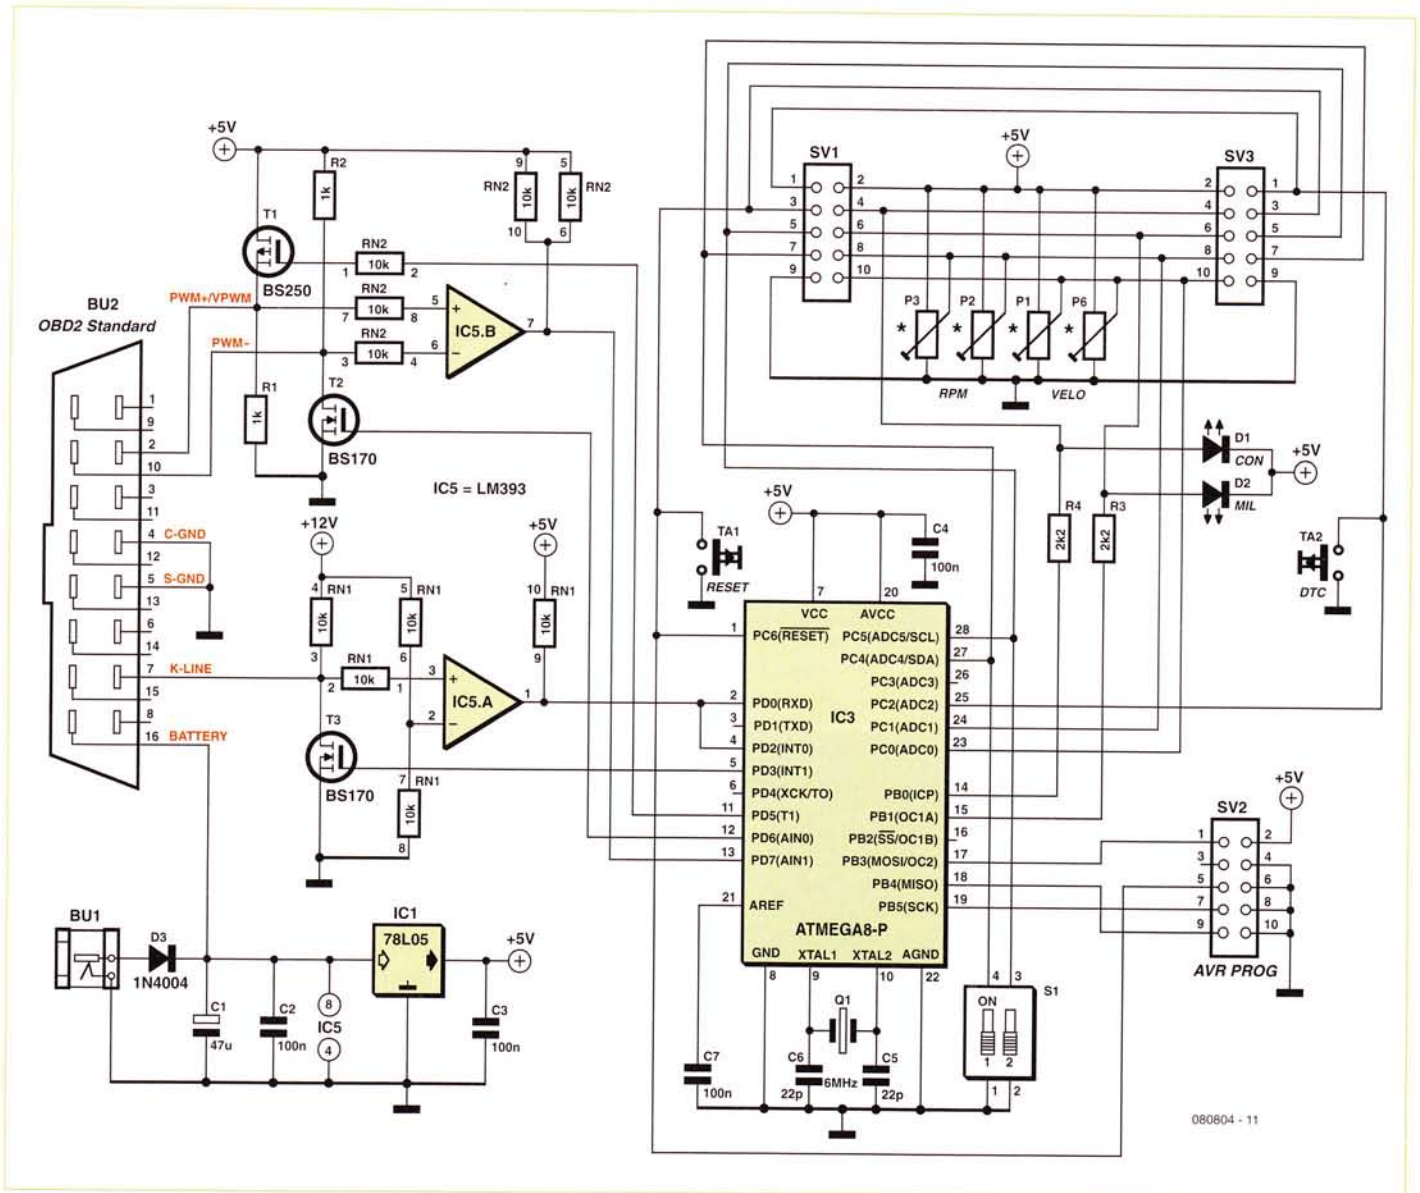 +5V
R2
1k
9
RN2
10k
10
5
RN2
10k
6
T1
BS250
RN2
1
10k
2
RN2
7
10k
8
RN2
3
10k
4
5
+
IC5.B
6
−
7
BU2
OBD2 Standard
PWM+/VPWM
PWM−
R1
1k
T2
BS170
IC5 = LM393
1
9
2
10
3
11
4
C-GND
12
5
S-GND
13
6
14
7
K-LINE
15
8
16
BATTERY
+12V
4
RN1
10k
3
5
RN1
10k
6
+5V
10
RN1
10k
9
RN1
2
10k
1
3
+
IC5.A
2
−
1
T3
BS170
7
RN1
10k
8
BU1
D3
1N4004
C1
47u
C2
100n
8
IC5
4
IC1
78L05
+5V
C3
100n
SV1
1
2
3
4
5
6
7
8
9
10
+5V
SV3
2
1
4
3
6
5
8
7
10
9
P3
*
P2
*
P1
*
P6
*
RPM
VELO
D1
CON
+5V
D2
MIL
R4
2k2
R3
2k2
TA1
RESET
+5V
C4
100n
TA2
DTC
7
20
VCC
AVCC
1
PC6(RESET)
PC5(ADC5/SCL)
28
PC4(ADC4/SDA)
27
PC3(ADC3)
26
2
PD0(RXD)
PC2(ADC2)
25
3
PD1(TXD)
IC3
PC1(ADC1)
24
4
PD2(INT0)
PC0(ADC0)
23
5
PD3(INT1)
6
PD4(XCK/TO)
PB0(ICP)
14
11
PD5(T1)
PB1(OC1A)
15
12
PD6(AIN0)
PB2(SS/OC1B)
16
13
PD7(AIN1)
PB3(MOSI/OC2)
17
PB4(MISO)
18
21
AREF
PB5(SCK)
19
ATMEGA8-P
GND
XTAL1
XTAL2
AGND
8
9
10
22
C7
100n
C6
22p
Q1
6MHz
C5
22p
4
3
S1
ON
1
2
1
2
+5V
SV2
1
2
3
4
5
6
7
8
9
10
AVR PROG
080804 - 11